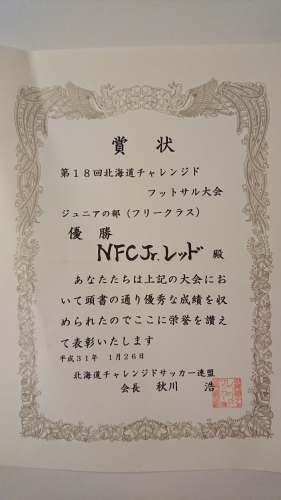 賞状
第18回北海道チャレンジド
フットサル大会
ジュニアの部（フリークラス）
優勝
NFCJr.レッド 殿
あなたたちは上記の大会にお
いて頭書の通り優秀な成績を収
められたのでここに栄誉を讃え
て表彰いたします
平成31年 1月26日
北海道チャレンジドサッカー連盟
会長 秋川 浩